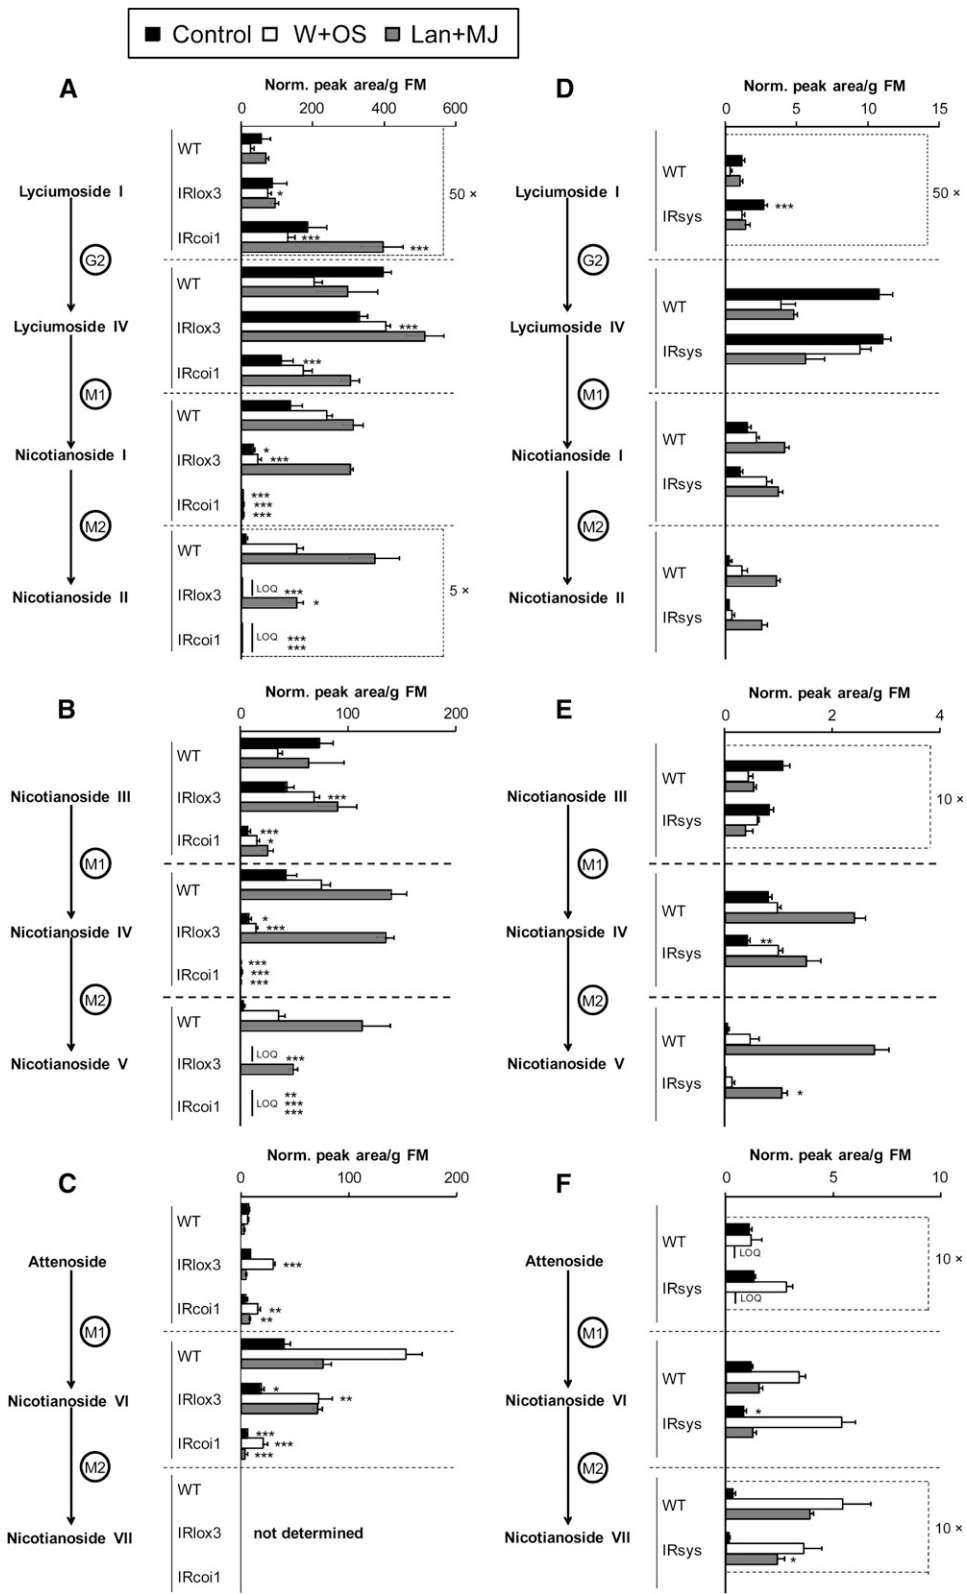 Control W+OS Lan+MJ
A
Norm. peak area/g FM
0 200 400 600
Lyciumoside I
G2
Lyciumoside IV
M1
Nicotianoside I
M2
Nicotianoside II
WT
IRlox3 *
IRcoi1 ***
***
50 ×
WT
IRlox3 ***
IRcoi1 ***
WT
IRlox3 *
***
IRcoi1 ***
***
***
WT
IRlox3 LOQ ***
*
IRcoi1 LOQ ***
***
5 ×
D
Norm. peak area/g FM
0 5 10 15
Lyciumoside I
G2
Lyciumoside IV
M1
Nicotianoside I
M2
Nicotianoside II
WT
IRsys ***
50 ×
WT
IRsys
WT
IRsys
WT
IRsys
B
Norm. peak area/g FM
0 100 200
Nicotianoside III
M1
Nicotianoside IV
M2
Nicotianoside V
WT
IRlox3 ***
IRcoi1 ***
*
WT
IRlox3 *
***
IRcoi1 ***
***
***
WT
IRlox3 LOQ ***
IRcoi1 LOQ **
***
***
E
Norm. peak area/g FM
0 2 4
Nicotianoside III
M1
Nicotianoside IV
M2
Nicotianoside V
WT
IRsys
10 ×
WT
IRsys **
WT
IRsys *
C
Norm. peak area/g FM
0 100 200
Attenoside
M1
Nicotianoside VI
M2
Nicotianoside VII
WT
IRlox3 ***
IRcoi1 **
**
WT
IRlox3 *
**
IRcoi1 ***
***
***
WT
IRlox3 not determined
IRcoi1
F
Norm. peak area/g FM
0 5 10
Attenoside
M1
Nicotianoside VI
M2
Nicotianoside VII
WT
LOQ
IRsys
LOQ
10 ×
WT
IRsys *
WT
IRsys
*
10 ×